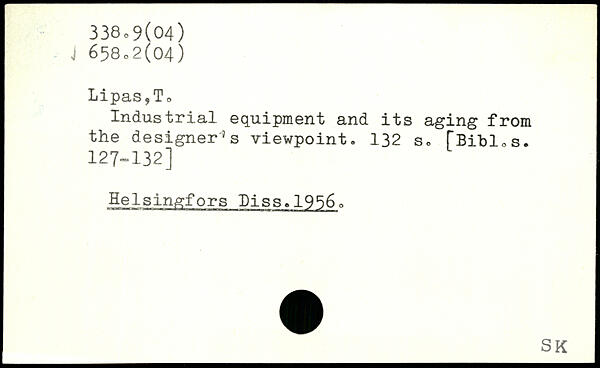 338.9(04)
√ 658.2(04)
Lipas,T.
Industrial equipment and its aging from
the designer's viewpoint. 132 s. [Bibl.s.
127-132]
Helsingfors Diss.1956.
SK